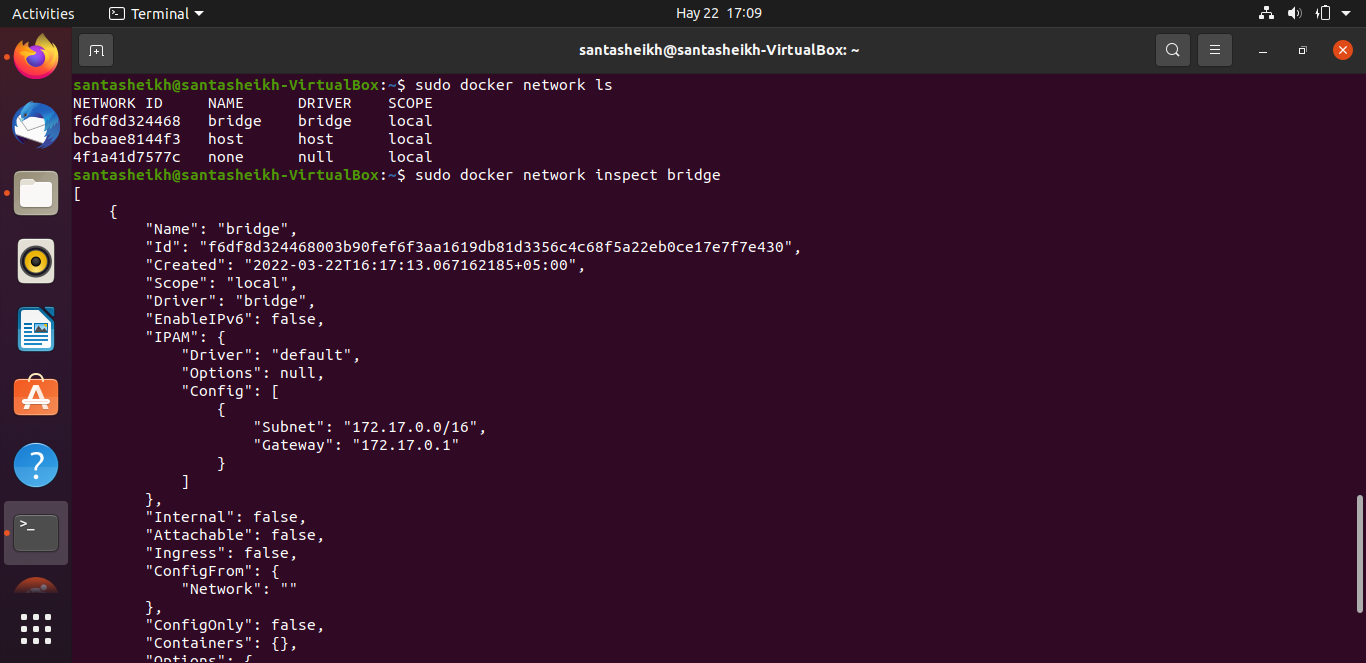 Activities
Terminal
Hay 22 17:09
santasheikh@santasheikh-VirtualBox: ~
santasheikh@santasheikh-VirtualBox:~$ sudo docker network ls
NETWORK ID     NAME      DRIVER    SCOPE
f6df8d324468   bridge    bridge    local
bcbaae8144f3   host      host      local
4f1a41d7577c   none      null      local
santasheikh@santasheikh-VirtualBox:~$ sudo docker network inspect bridge
[
    {
        "Name": "bridge",
        "Id": "f6df8d324468003b90fef6f3aa1619db81d3356c4c68f5a22eb0ce17e7f7e430",
        "Created": "2022-03-22T16:17:13.067162185+05:00",
        "Scope": "local",
        "Driver": "bridge",
        "EnableIPv6": false,
        "IPAM": {
            "Driver": "default",
            "Options": null,
            "Config": [
                {
                    "Subnet": "172.17.0.0/16",
                    "Gateway": "172.17.0.1"
                }
            ]
        },
        "Internal": false,
        "Attachable": false,
        "Ingress": false,
        "ConfigFrom": {
            "Network": ""
        },
        "ConfigOnly": false,
        "Containers": {},
        "Options": {